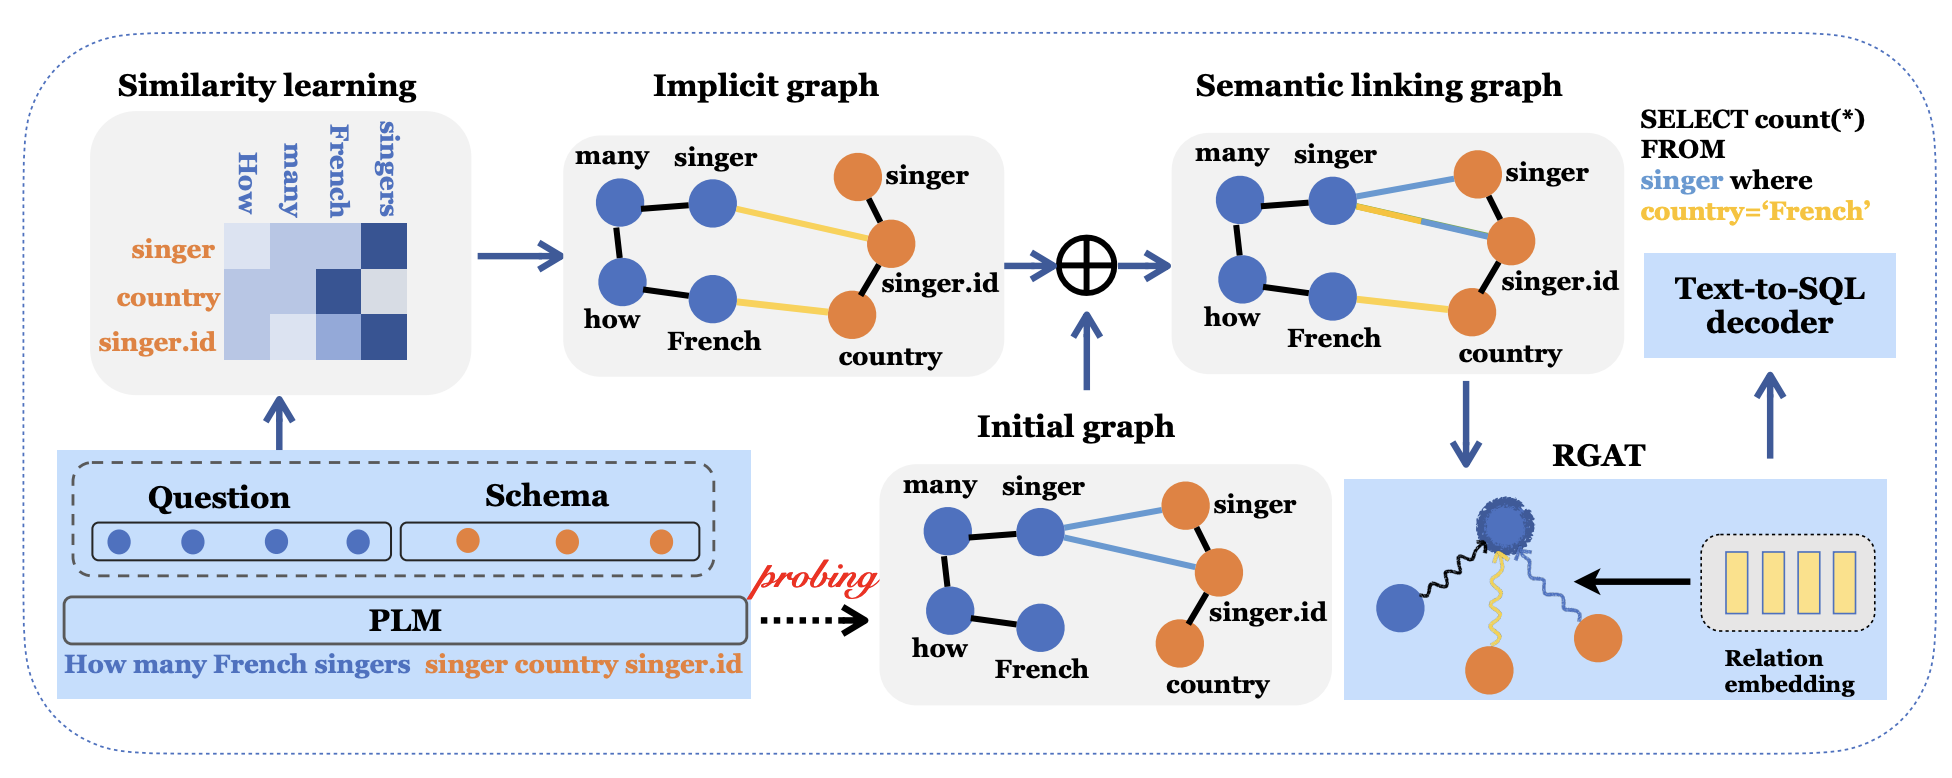 Similarity learning
How
many
French
singers
singer
country
singer.id
Implicit graph
many
singer
singer
singer.id
how
French
country
Semantic linking graph
many
singer
singer
singer.id
how
French
country
SELECT count(*)
FROM
singer where
country=‘French’
Text-to-SQL
decoder
Question
Schema
PLM
How many French singers singer country singer.id
probing
Initial graph
many
singer
singer
singer.id
how
French
country
RGAT
Relation
embedding